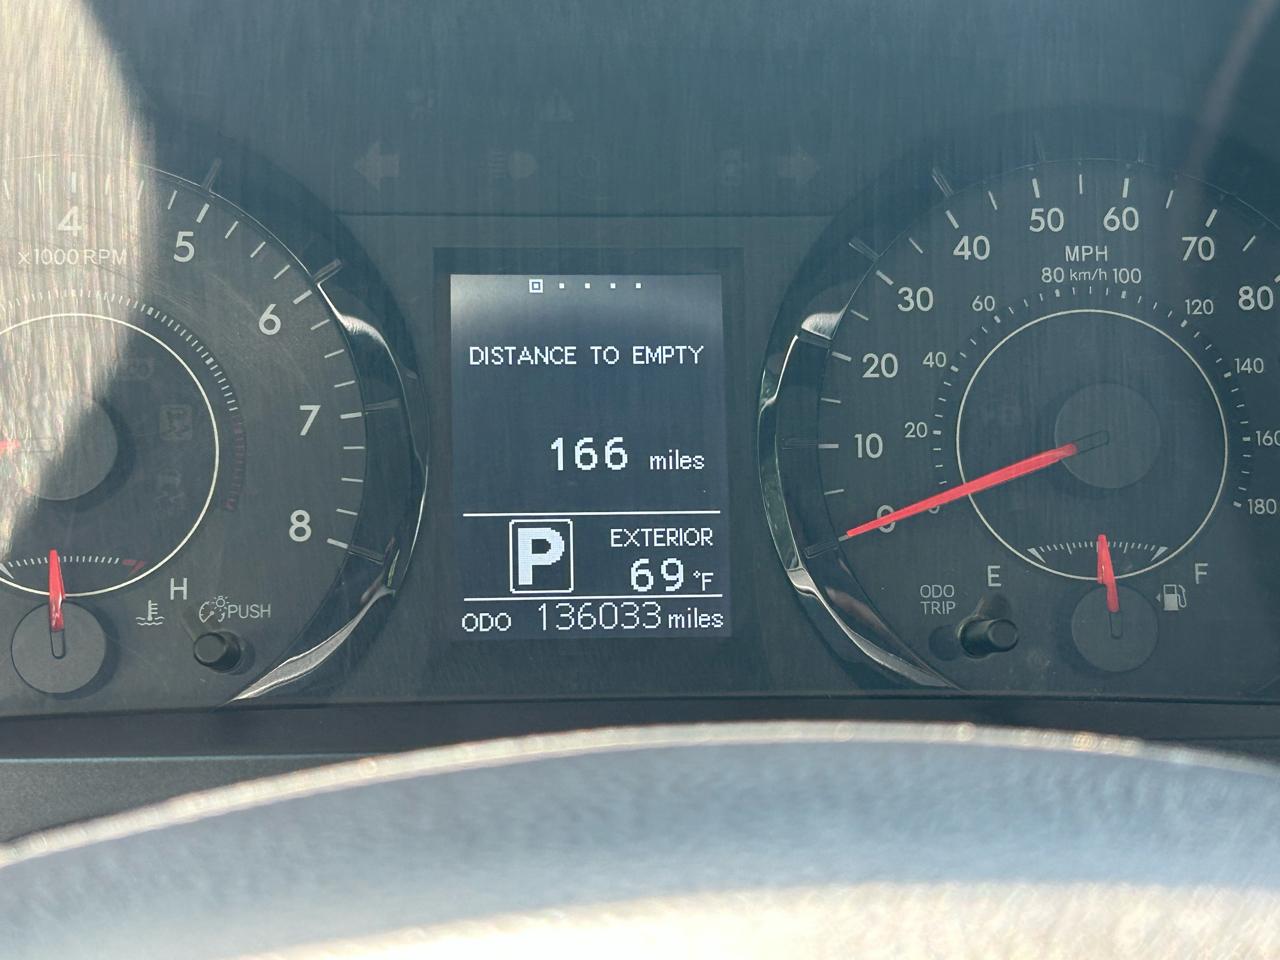 4
x1000 RPM
5
6
7
8
H
PUSH
DISTANCE TO EMPTY
166 miles
P
EXTERIOR
69 °F
ODO 136033 miles
0
10
20
30
40
50
60
70
80
MPH
80 km/h 100
20
40
60
120
140
160
180
ODO
TRIP
E
F